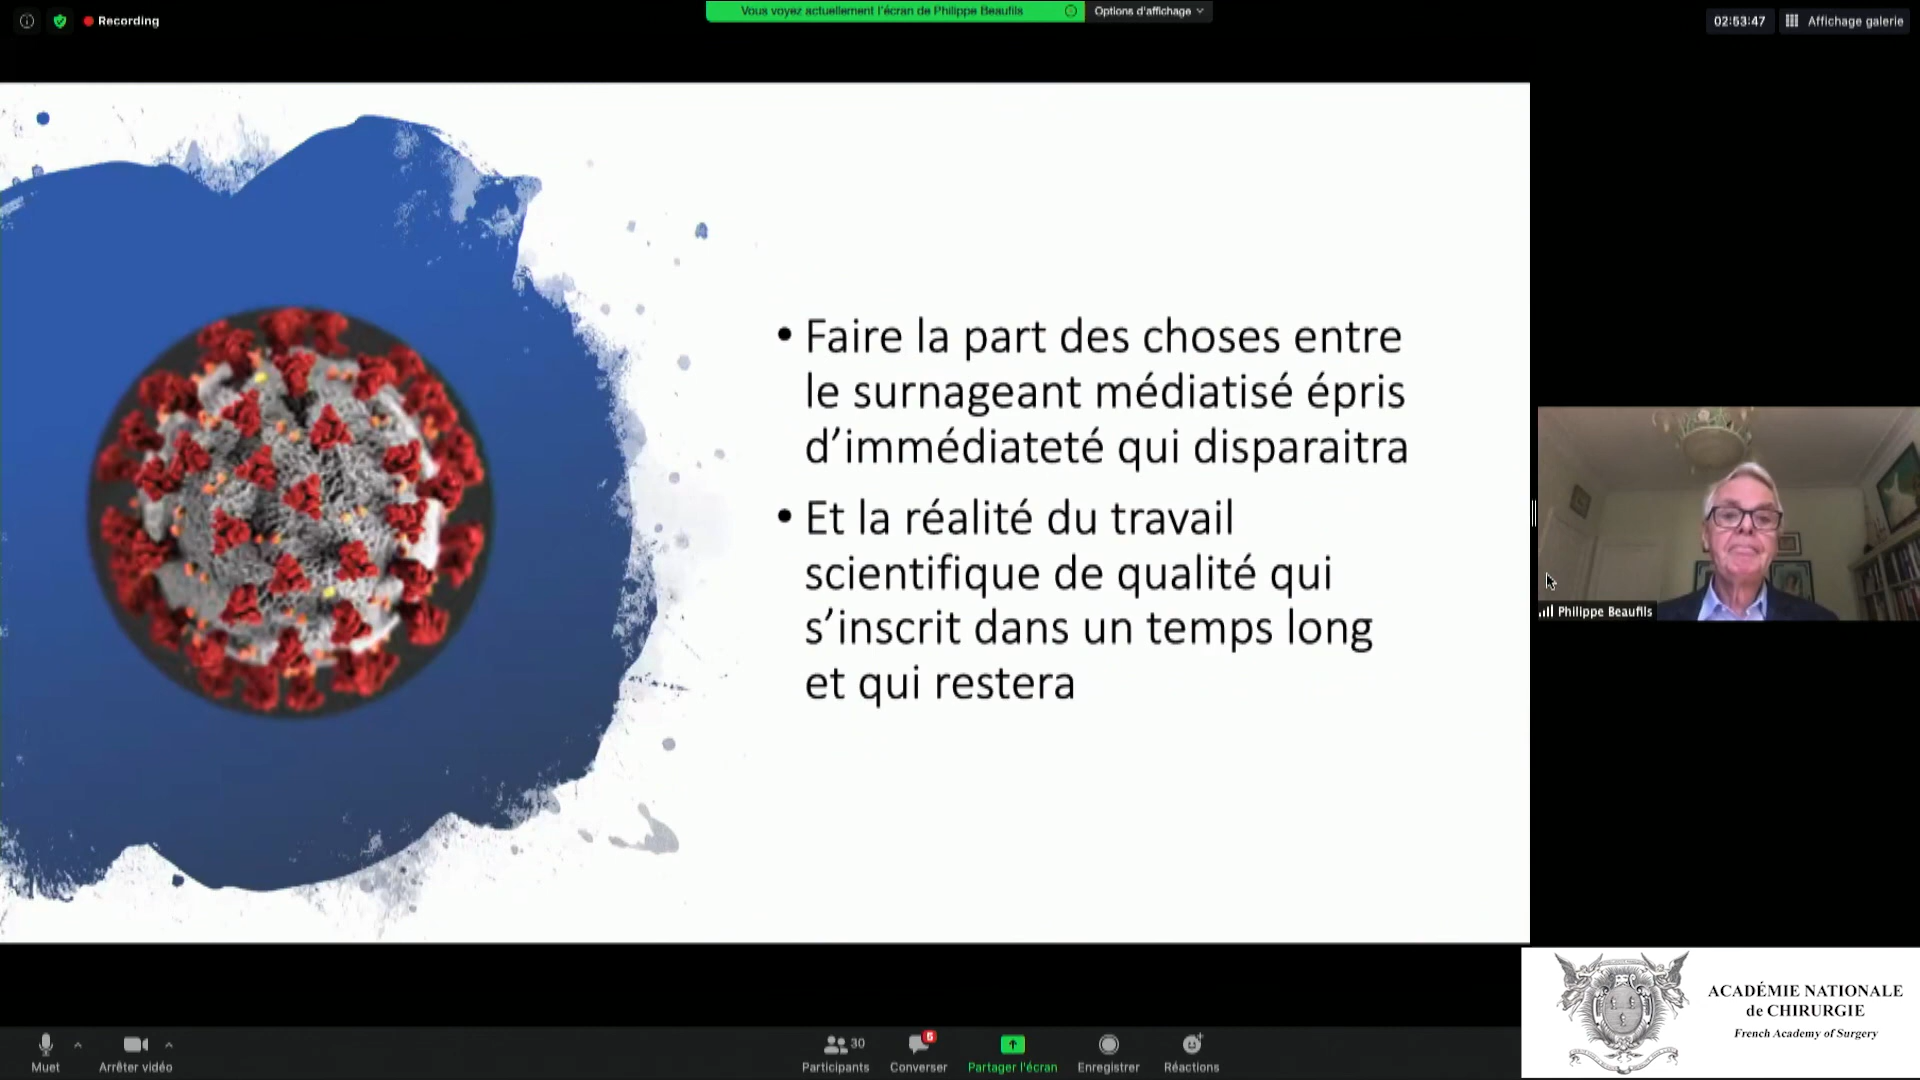 Recording
Vous voyez actuellement l'écran de Philippe Beaufils
Options d'affichage
02:53:47
Affichage galerie
• Faire la part des choses entre
le surnageant médiatisé épris
d'immédiateté qui disparaitra
• Et la réalité du travail
scientifique de qualité qui
s'inscrit dans un temps long
et qui restera
Philippe Beaufils
ACADÉMIE NATIONALE
de CHIRURGIE
French Academy of Surgery
Muet
Arrêter vidéo
30
Participants
6
Converser
Partager l'écran
Enregistrer
Réactions